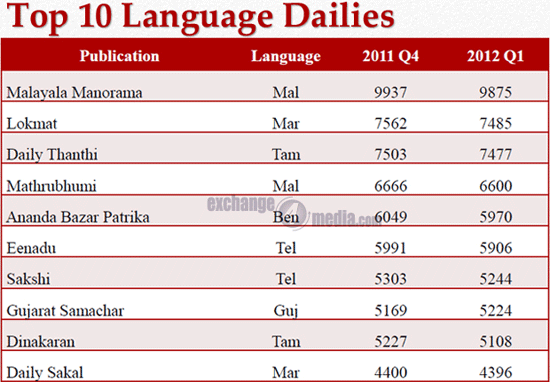 Top 10 Language Dailies
Publication Language 2011 Q4 2012 Q1
Malayala Manorama Mal 9937 9875
Lokmat Mar 7562 7485
Daily Thanthi Tam 7503 7477
Mathrubhumi Mal 6666 6600
exchange4media.com
Ananda Bazar Patrika Ben 6049 5970
Eenadu Tel 5991 5906
Sakshi Tel 5303 5244
Gujarat Samachar Guj 5169 5224
Dinakaran Tam 5227 5108
Daily Sakal Mar 4400 4396